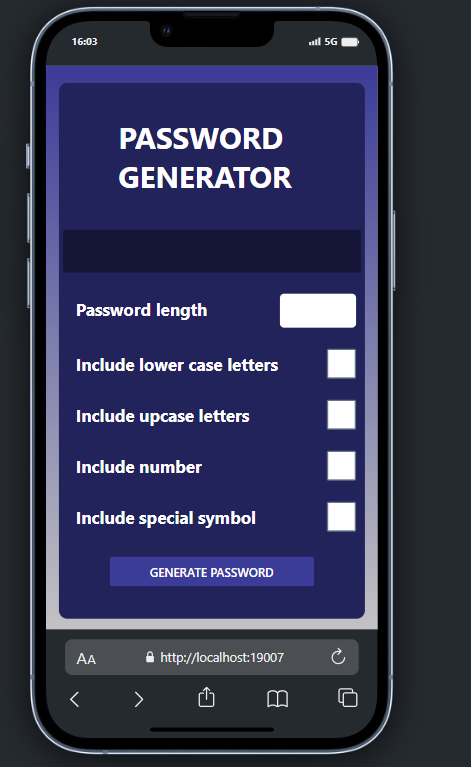 16:03
5G
PASSWORD
GENERATOR
Password length
Include lower case letters
Include upcase letters
Include number
Include special symbol
GENERATE PASSWORD
AA
http://localhost:19007